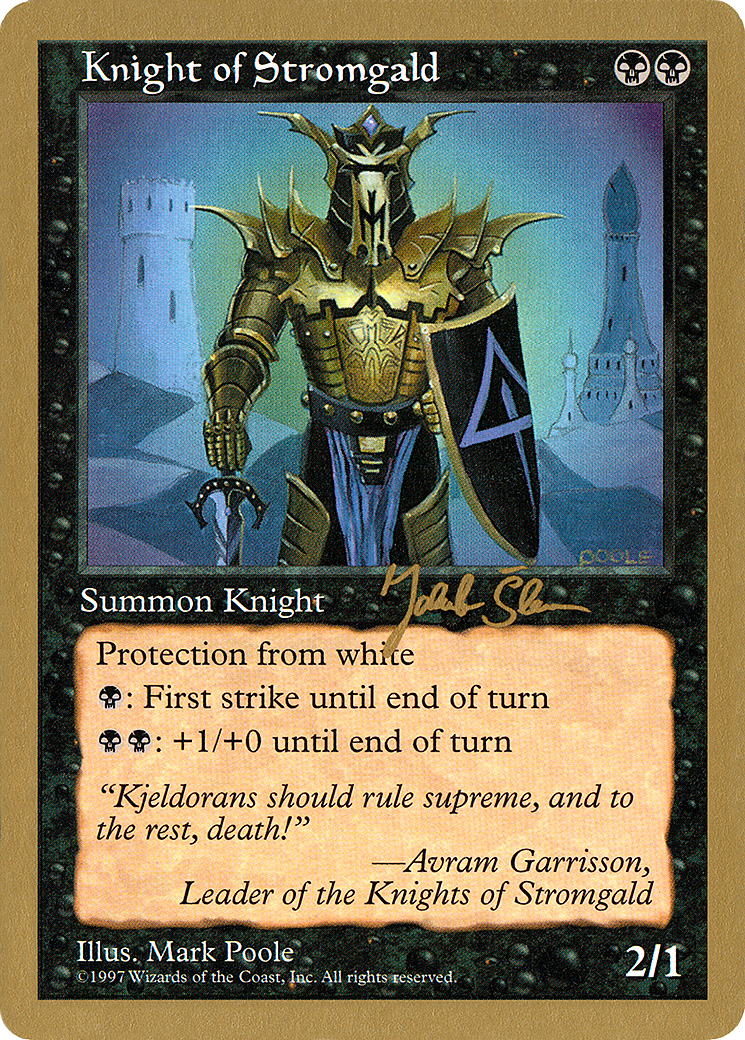 Knight of Stromgald
POOLE
Summon Knight
Protection from white
: First strike until end of turn
: +1/+0 until end of turn
“Kjeldorans should rule supreme, and to
the rest, death!”
—Avram Garrisson,
Leader of the Knights of Stromgald
Illus. Mark Poole
©1997 Wizards of the Coast, Inc. All rights reserved.
2/1